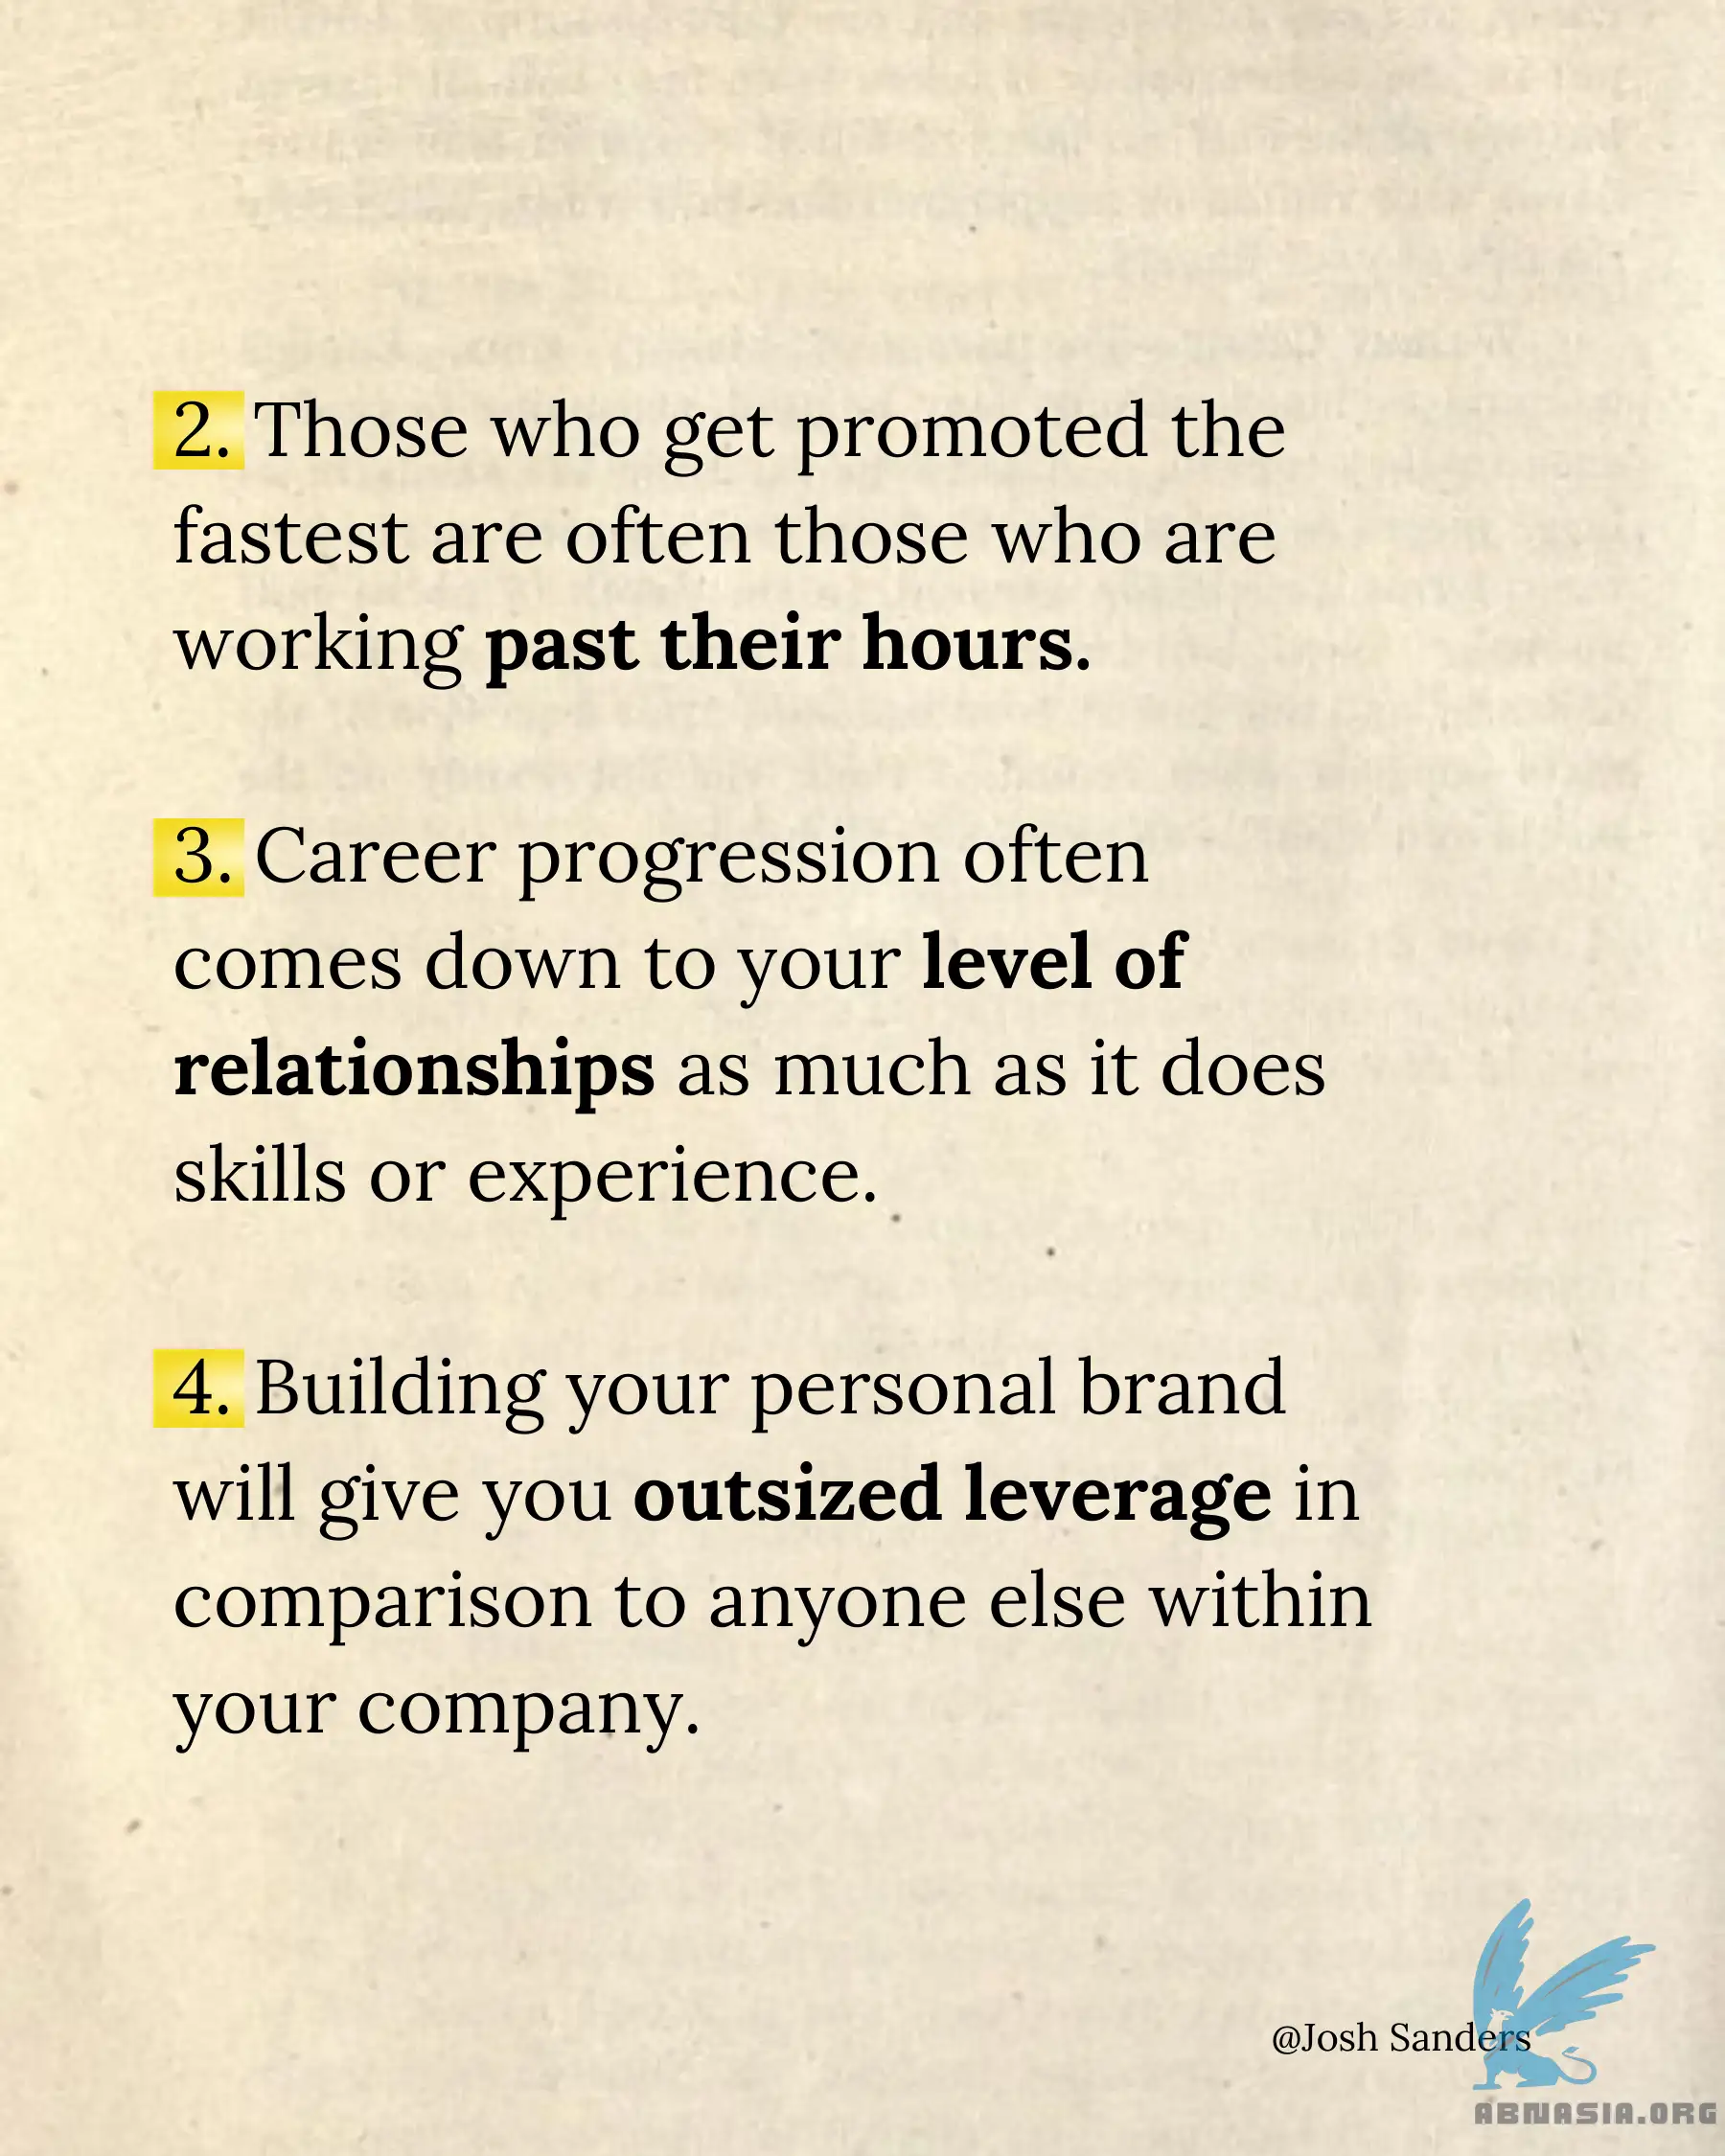 2. Those who get promoted the
fastest are often those who are
working past their hours.
3. Career progression often
comes down to your level of
relationships as much as it does
skills or experience.
4. Building your personal brand
will give you outsized leverage in
comparison to anyone else within
your company.
@Josh Sanders
ABNASIA.ORG